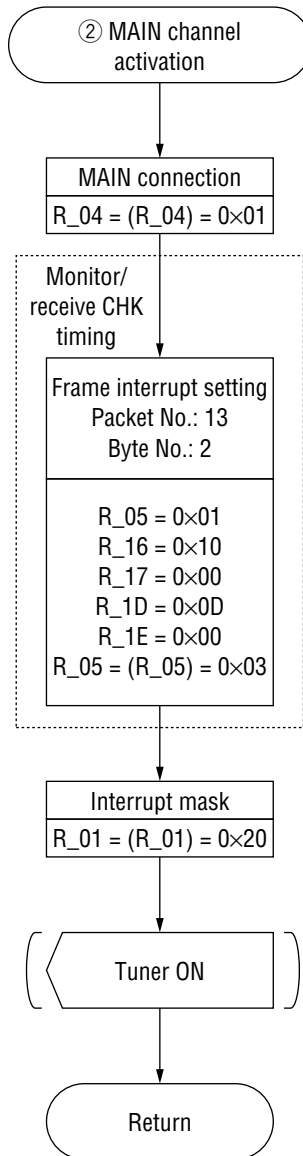 ② MAIN channel
activation
MAIN connection
R_04 = (R_04) = 0×01
Monitor/
receive CHK
timing
Frame interrupt setting
Packet No.: 13
Byte No.: 2
R_05 = 0×01
R_16 = 0×10
R_17 = 0×00
R_1D = 0×0D
R_1E = 0×00
R_05 = (R_05) = 0×03
Interrupt mask
R_01 = (R_01) = 0×20
Tuner ON
Return